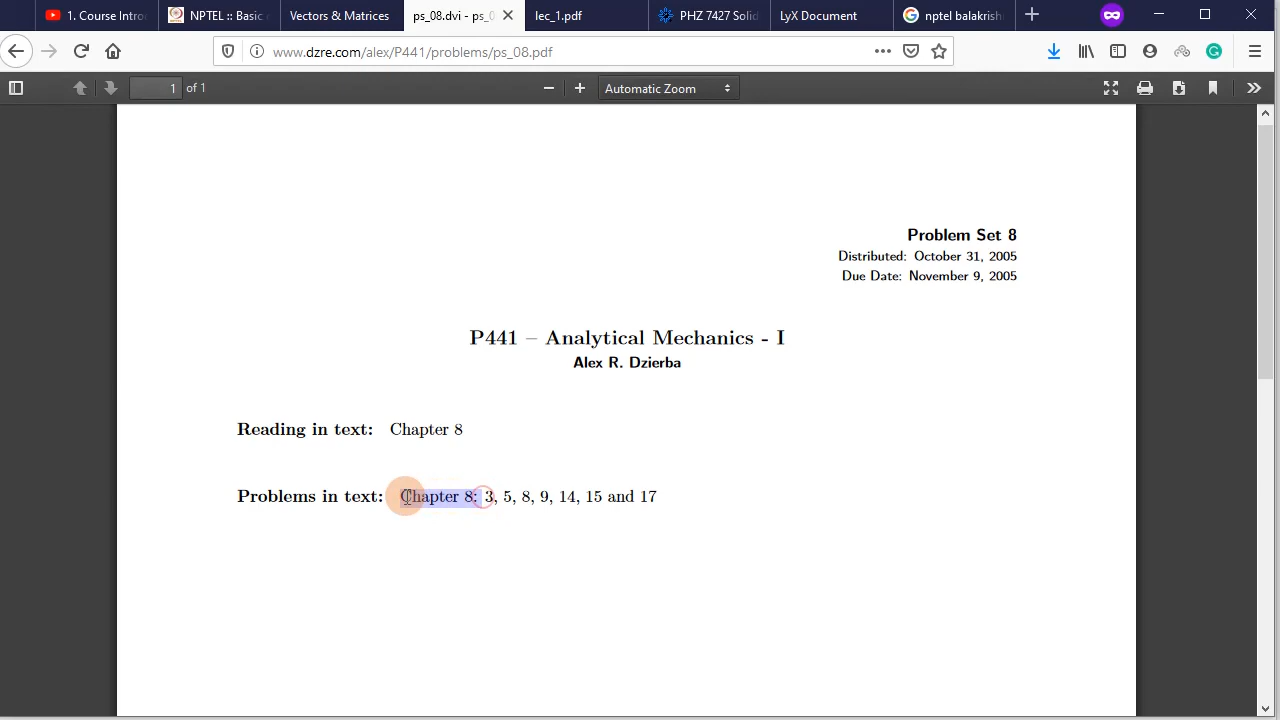 1. Course Intro
NPTEL :: Basic
Vectors & Matrices
ps_08.dvi - ps_0
lec_1.pdf
PHZ 7427 Solid
LyX Document
nptel balakrish
www.dzre.com/alex/P441/problems/ps_08.pdf
1 of 1
Automatic Zoom
Problem Set 8
Distributed: October 31, 2005
Due Date: November 9, 2005
P441 – Analytical Mechanics - I
Alex R. Dzierba
Reading in text: Chapter 8
Problems in text: Chapter 8: 3, 5, 8, 9, 14, 15 and 17